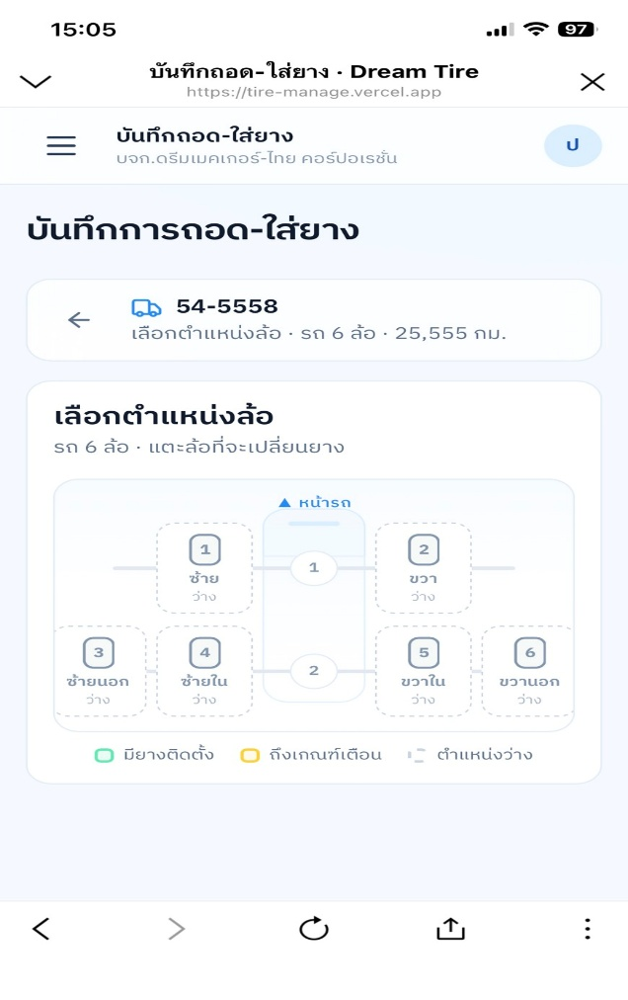 15:05
97
บันทึกถอด-ใส่ยาง · Dream Tire
https://tire-manage.vercel.app
บันทึกถอด-ใส่ยาง
บจก.ดรีมเมคเกอร์-ไทย คอร์ปอเรชั่น
ป
บันทึกการถอด-ใส่ยาง
54-5558
เลือกตำแหน่งล้อ · รถ 6 ล้อ · 25,555 กม.
เลือกตำแหน่งล้อ
รถ 6 ล้อ · แตะล้อที่จะเปลี่ยนยาง
▲ หน้ารถ
1 1 2
ซ้าย ขวา
ว่าง ว่าง
3 4 2 5 6
ซ้ายนอก ซ้ายใน ขวาใน ขวานอก
ว่าง ว่าง ว่าง ว่าง
มียางติดตั้ง ถึงเกณฑ์เตือน ตำแหน่งว่าง